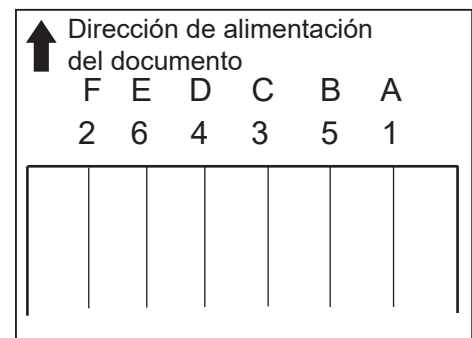 Dirección de alimentación
del documento
F E D C B A
2 6 4 3 5 1